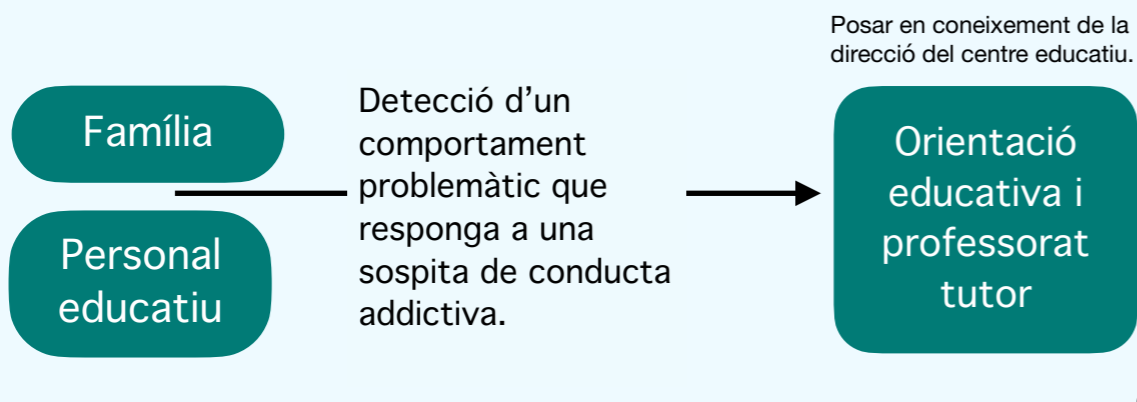 Família
Personal
educatiu
Detecció d’un
comportament
problemàtic que
responga a una
sospita de conducta
addictiva.
Posar en coneixement de la
direcció del centre educatiu.
Orientació
educativa i
professorat
tutor